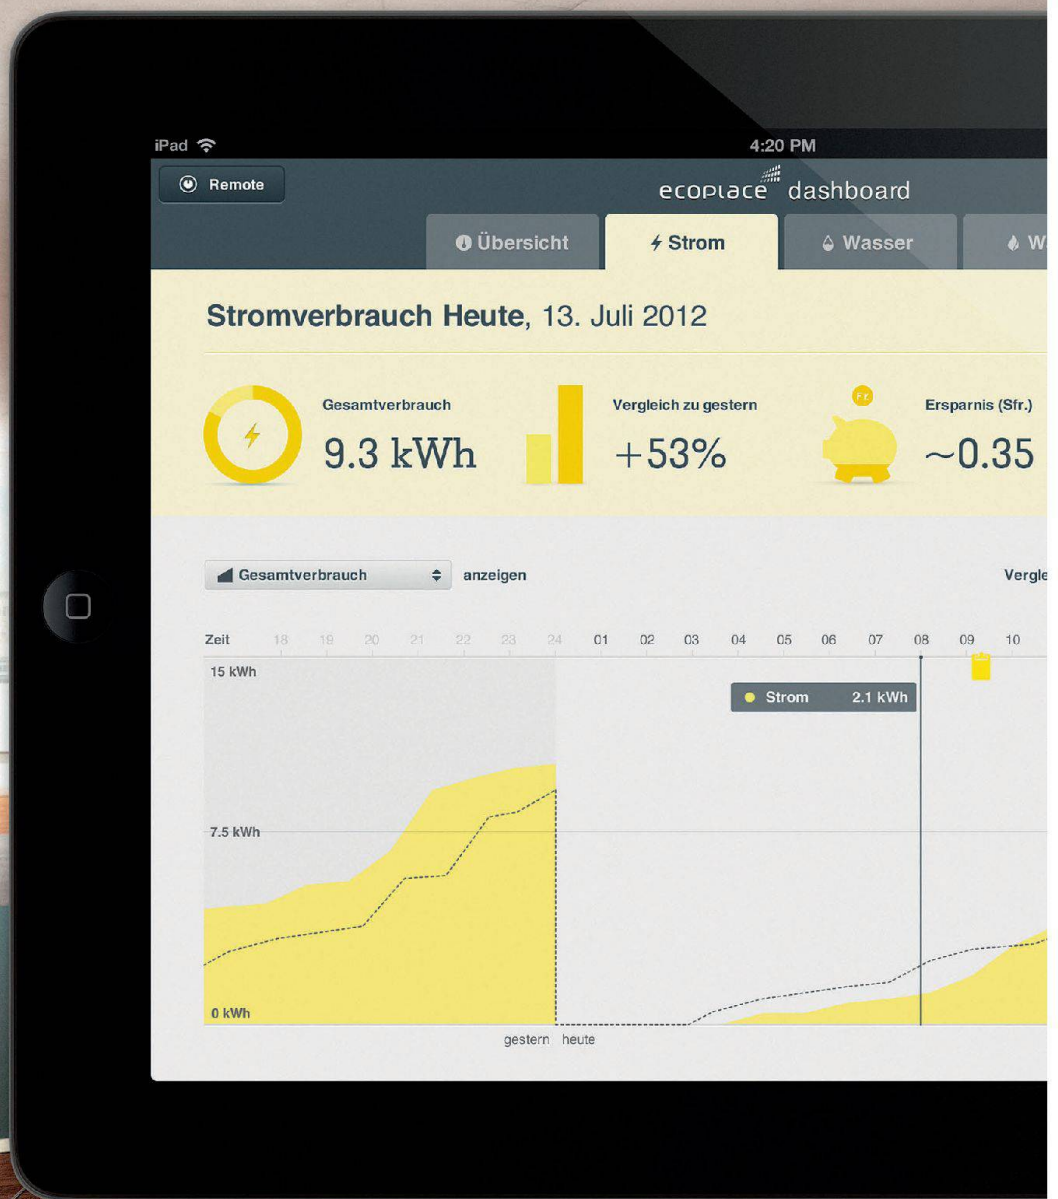 iPad 4:20 PM
Remote
ecoplace dashboard
Übersicht Strom Wasser W
Stromverbrauch Heute, 13. Juli 2012
Gesamtverbrauch Vergleich zu gestern Fr. Ersparnis (Sfr.)
9.3 kWh +53% ~0.35
Gesamtverbrauch anzeigen Vergle
Zeit 18 19 20 21 22 23 24 01 02 03 04 05 06 07 08 09 10
15 kWh
Strom 2.1 kWh
7.5 kWh
0 kWh
gestern heute